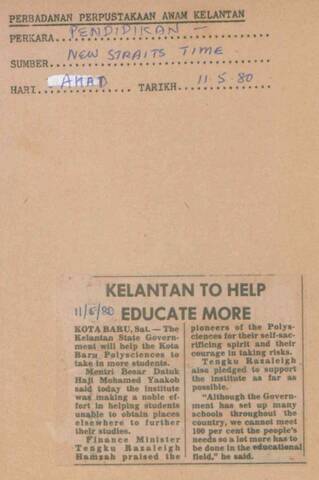 PERBADANAN PERPUSTAKAAN AWAM KELANTAN
PERKARA...PENDIDIKAN -
SUMBER...NEW STRAITS TIME
HARI...AHAD...TARIKH...11.5.80
KELANTAN TO HELP
11/5/80 EDUCATE MORE
KOTA BARU, Sat. — The
Kelantan State Govern-
ment will help the Kota
Baru Polysciences to
take in more students.
Mentri Besar Datuk
Haji Mohamed Yaakob
said today the institute
was making a noble ef-
fort in helping students
unable to obtain places
elsewhere to further
their studies.
Finance Minister
Tengku Razaleigh
Hamzah praised the
pioneers of the Polys-
ciences for their self-sac-
rificing spirit and their
courage in taking risks.
Tengku Razaleigh
also pledged to support
the institute as far as
possible.
"Although the Govern-
ment has set up many
schools throughout the
country, we cannot meet
100 per cent the people's
needs so a lot more has to
be done in the educational
field," he said.